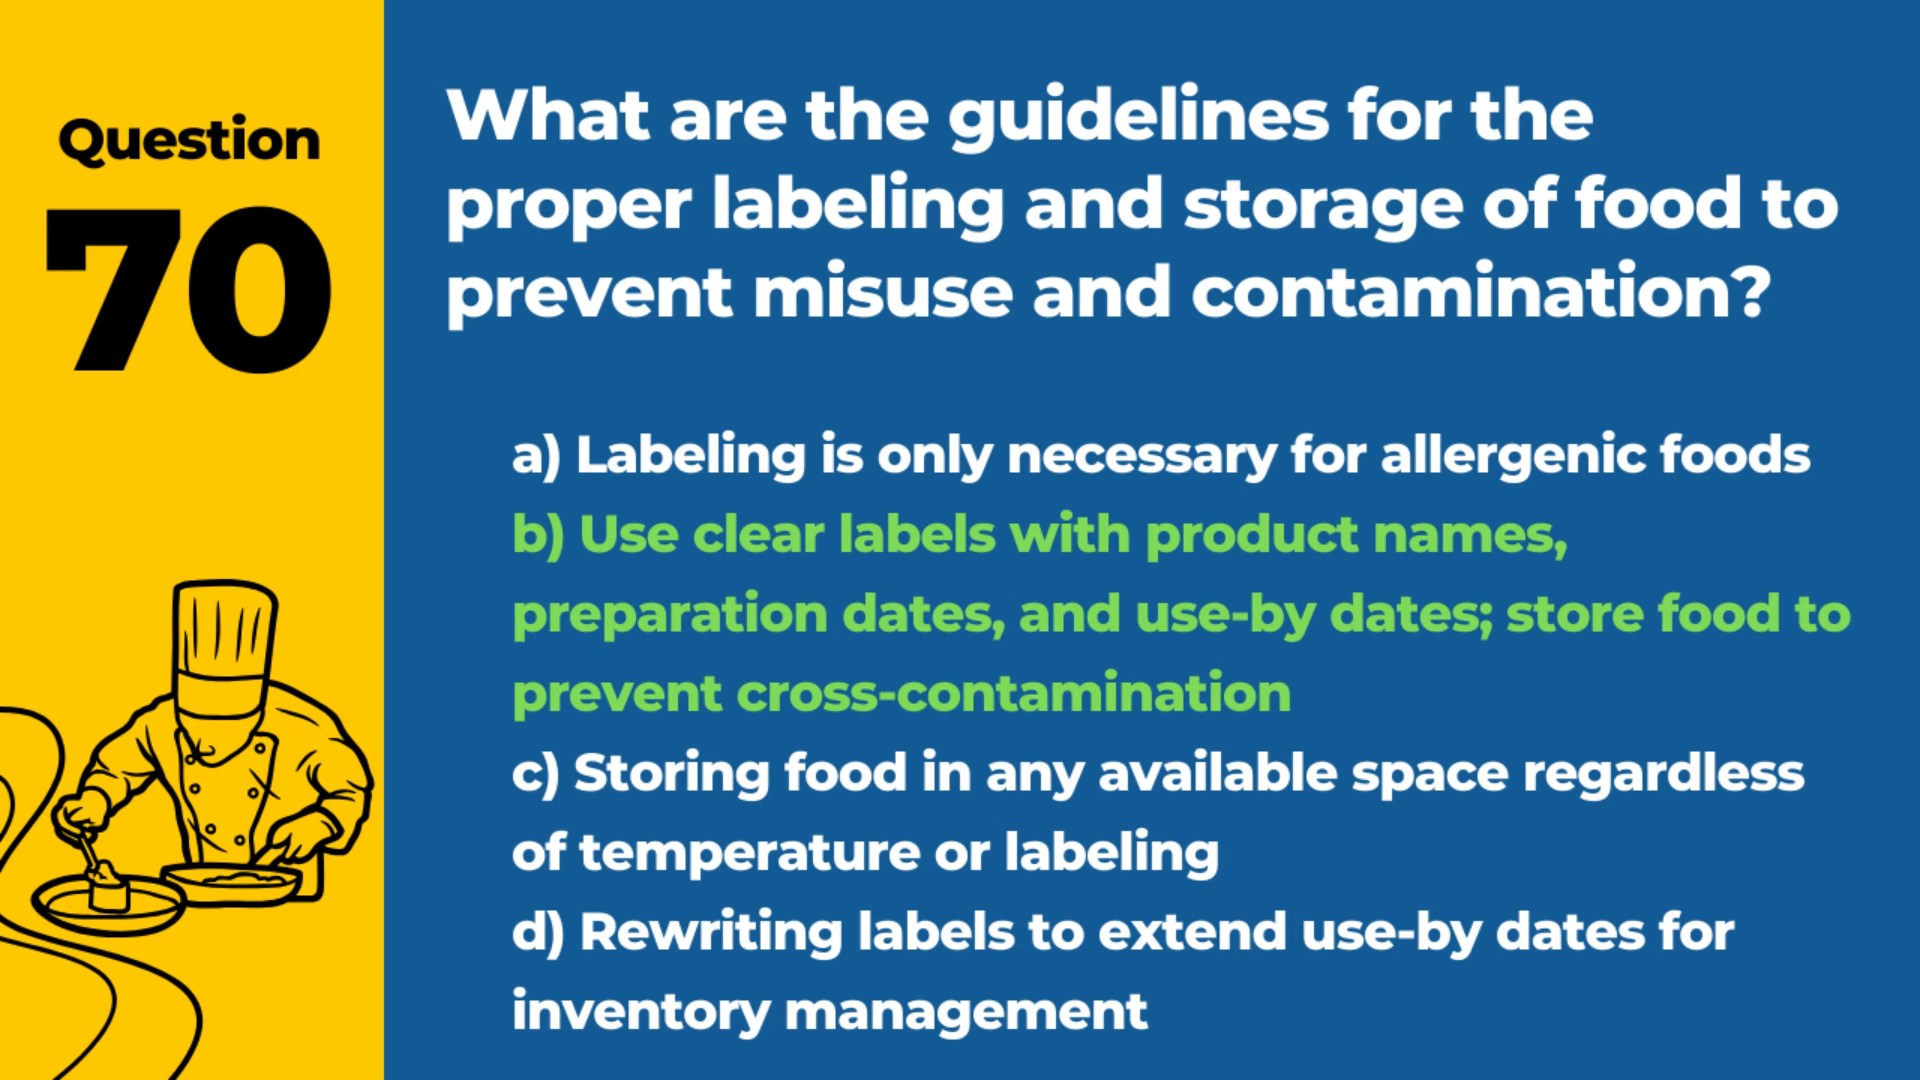 Question
70
What are the guidelines for the
proper labeling and storage of food to
prevent misuse and contamination?
a) Labeling is only necessary for allergenic foods
b) Use clear labels with product names,
preparation dates, and use-by dates; store food to
prevent cross-contamination
c) Storing food in any available space regardless
of temperature or labeling
d) Rewriting labels to extend use-by dates for
inventory management